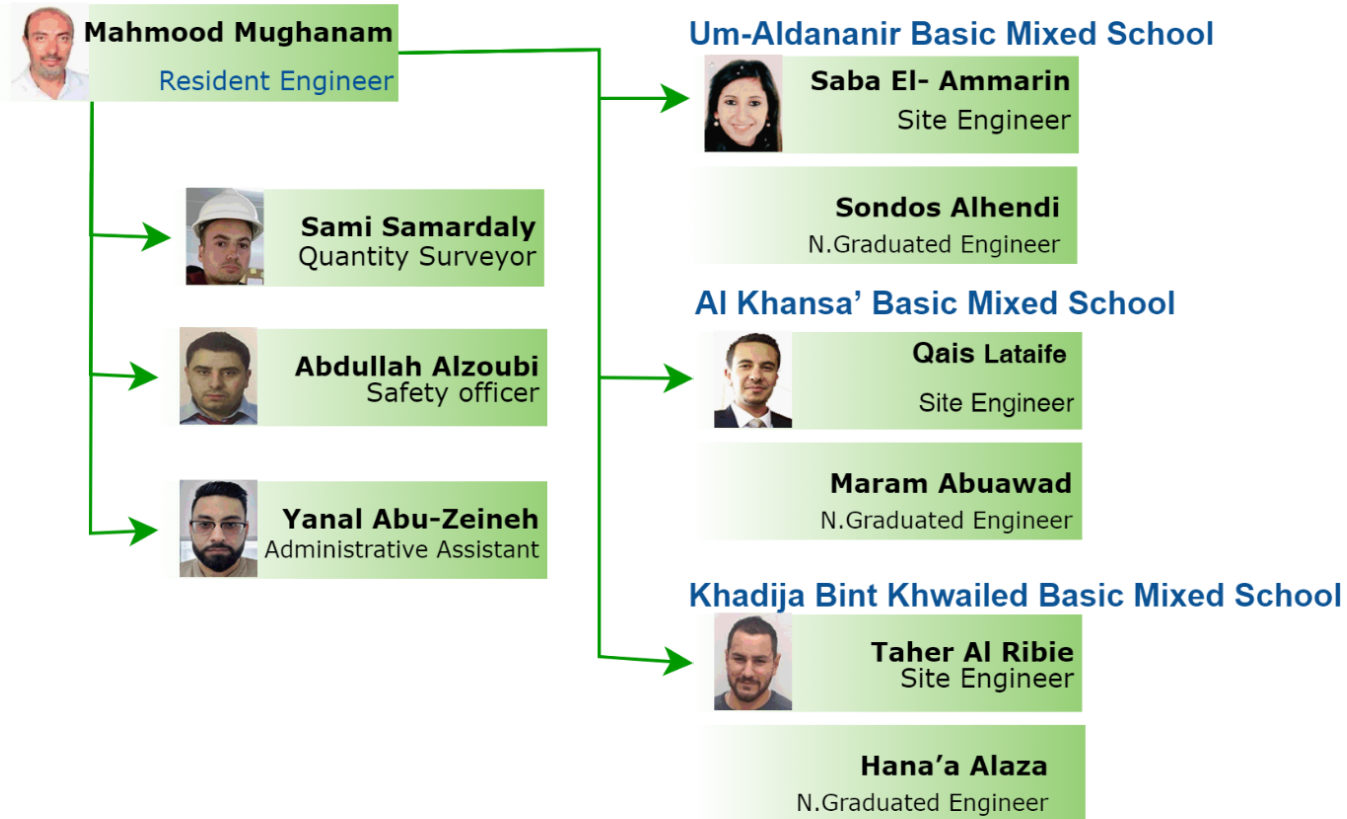 Mahmood Mughanam
Resident Engineer
Sami Samardaly
Quantity Surveyor
Abdullah Alzoubi
Safety officer
Yanal Abu-Zeineh
Administrative Assistant
Um-Aldananir Basic Mixed School
Saba El- Ammarin
Site Engineer
Sondos Alhendi
N.Graduated Engineer
Al Khansa’ Basic Mixed School
Qais Lataife
Site Engineer
Maram Abuawad
N.Graduated Engineer
Khadija Bint Khwailed Basic Mixed School
Taher Al Ribie
Site Engineer
Hana’a Alaza
N.Graduated Engineer